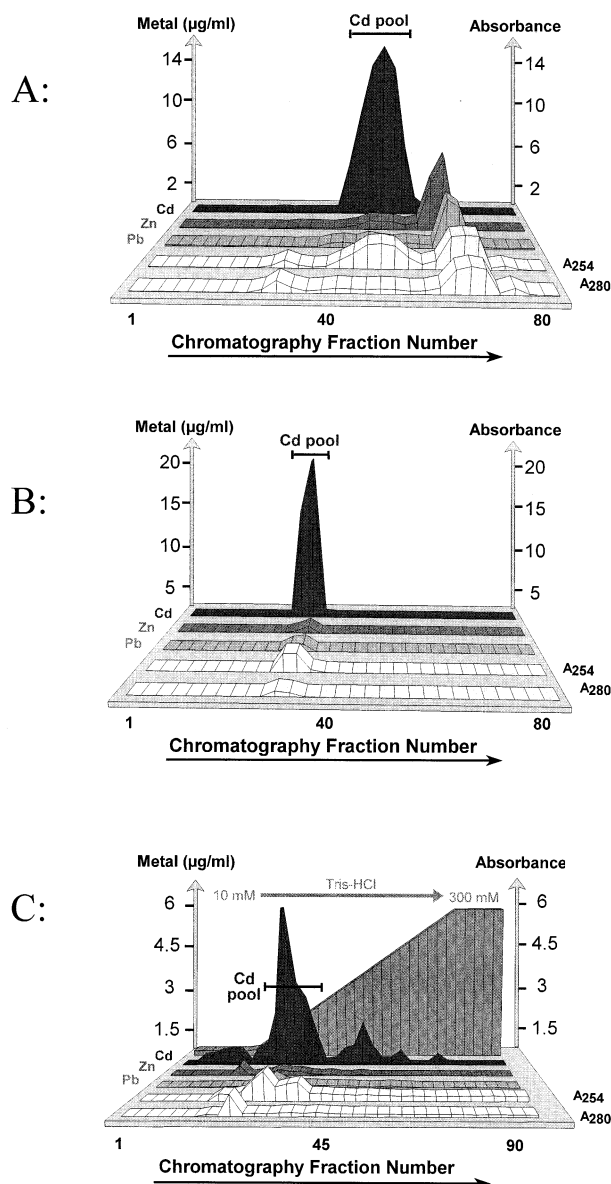 A:
Metal (µg/ml)
Cd pool
Absorbance
14
10
6
2
14
10
6
2
Cd
Zn
Pb
A254
A280
1 40 80
Chromatography Fraction Number
B:
Metal (µg/ml)
Cd pool
Absorbance
20
15
10
5
20
15
10
5
Cd
Zn
Pb
A254
A280
1 40 80
Chromatography Fraction Number
C:
Metal (µg/ml)
Absorbance
Tris-HCl
10 mM 300 mM
6
4.5
3
1.5
6
4.5
3
1.5
Cd
pool
Cd
Zn
Pb
A254
A280
1 45 90
Chromatography Fraction Number